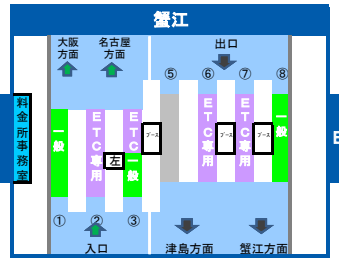 蟹江
大阪
方面
名古屋
方面
出口
⑤
⑥
⑦
⑧
料金所事務室
一般
ETC専用
左
ETC
一般
ブース
ETC専用
ブース
ETC専用
ブース
一般
①
②
③
入口
津島方面
蟹江方面
E